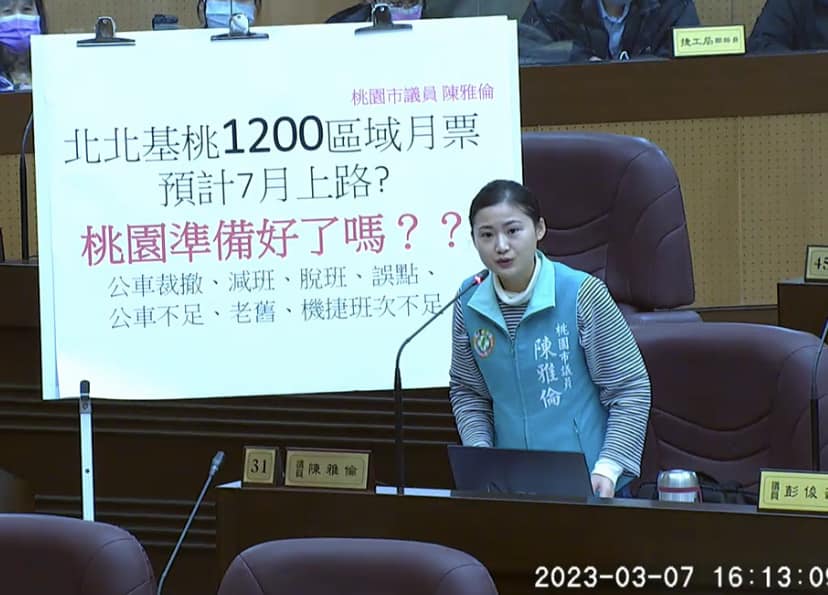 捷工局
桃園市議員 陳雅倫
北北基桃1200區域月票
預計7月上路?
桃園準備好了嗎？？
公車裁撤、減班、脫班、誤點、
公車不足、老舊、機捷班次不足
桃園市議員
陳雅倫
45
31
議員 陳雅倫
議員 彭俊
2023-03-07 16:13:09